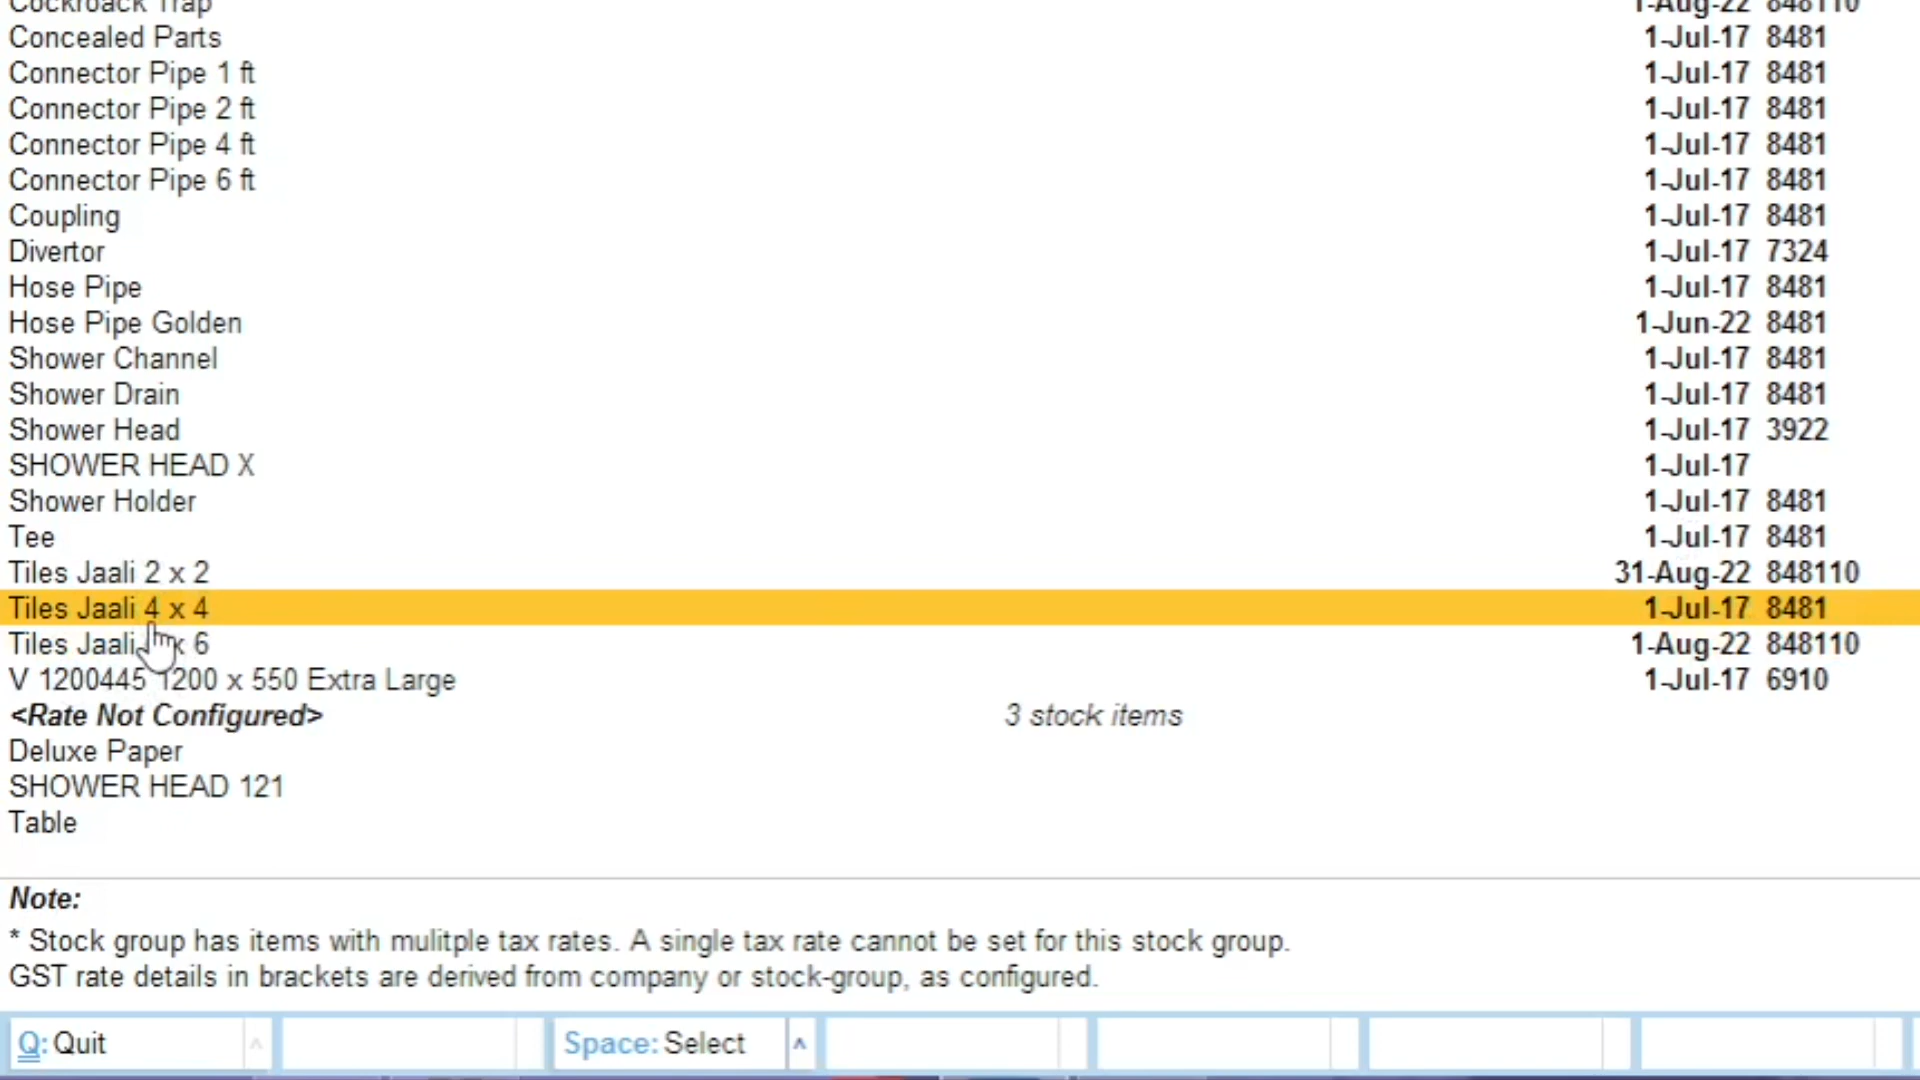 Cockroack Trap 1-Aug-22 848110
Concealed Parts 1-Jul-17 8481
Connector Pipe 1 ft 1-Jul-17 8481
Connector Pipe 2 ft 1-Jul-17 8481
Connector Pipe 4 ft 1-Jul-17 8481
Connector Pipe 6 ft 1-Jul-17 8481
Coupling 1-Jul-17 8481
Divertor 1-Jul-17 7324
Hose Pipe 1-Jul-17 8481
Hose Pipe Golden 1-Jun-22 8481
Shower Channel 1-Jul-17 8481
Shower Drain 1-Jul-17 8481
Shower Head 1-Jul-17 3922
SHOWER HEAD X 1-Jul-17
Shower Holder 1-Jul-17 8481
Tee 1-Jul-17 8481
Tiles Jaali 2 x 2 31-Aug-22 848110
Tiles Jaali 4 x 4 1-Jul-17 8481
Tiles Jaali x 6 1-Aug-22 848110
V 1200445 1200 x 550 Extra Large 1-Jul-17 6910
<Rate Not Configured> 3 stock items
Deluxe Paper
SHOWER HEAD 121
Table
Note:
* Stock group has items with mulitple tax rates. A single tax rate cannot be set for this stock group.
GST rate details in brackets are derived from company or stock-group, as configured.
Q: Quit ^ Space: Select ^